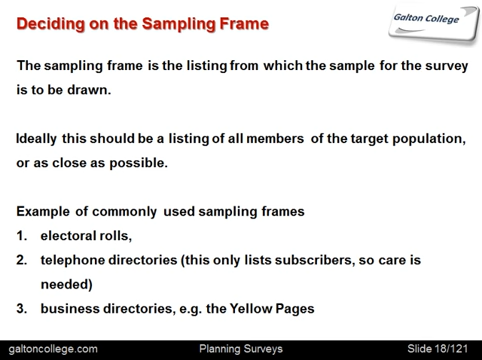 Deciding on the Sampling Frame
Galton College
The sampling frame is the listing from which the sample for the survey
is to be drawn.
Ideally this should be a listing of all members of the target population,
or as close as possible.
Example of commonly used sampling frames
1. electoral rolls,
2. telephone directories (this only lists subscribers, so care is
needed)
3. business directories, e.g. the Yellow Pages
galtoncollege.com Planning Surveys Slide 18/121